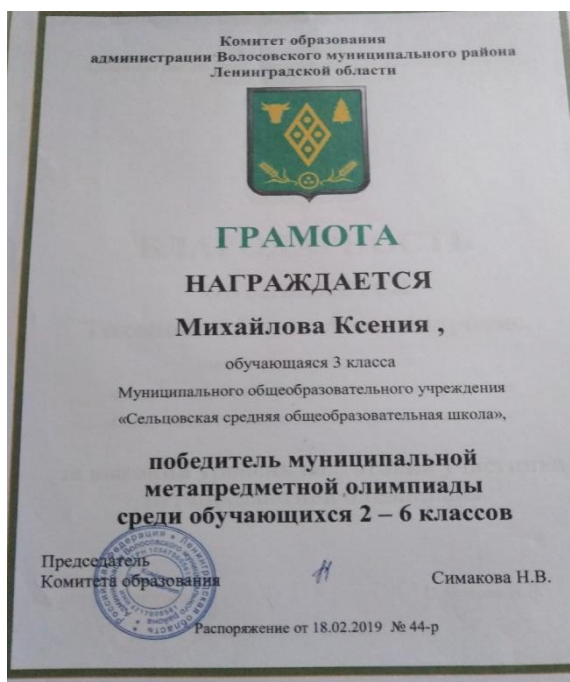 Комитет образования
администрации Волосовского муниципального района
Ленинградской области
ГРАМОТА
НАГРАЖДАЕТСЯ
Михайлова Ксения ,
обучающаяся 3 класса
Муниципального общеобразовательного учреждения
«Сельцовская средняя общеобразовательная школа»,
победитель муниципальной
метапредметной олимпиады
среди обучающихся 2 – 6 классов
Председатель
Комитета образования
Симакова Н.В.
Распоряжение от 18.02.2019 № 44-р